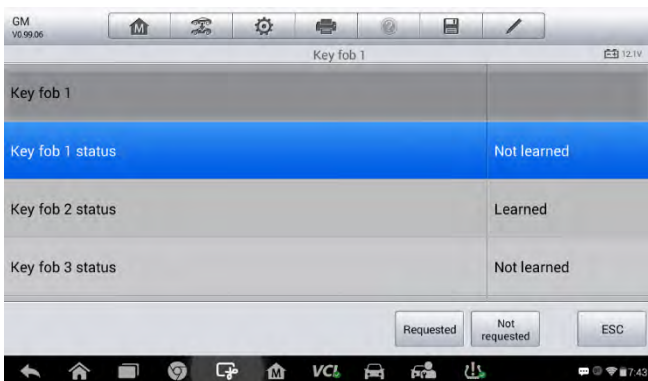 GM
V0.99.06
M
Key fob 1
12.1V
Key fob 1
Key fob 1 status Not learned
Key fob 2 status Learned
Key fob 3 status Not learned
Requested
Not
requested
ESC
M
VCI
7:43